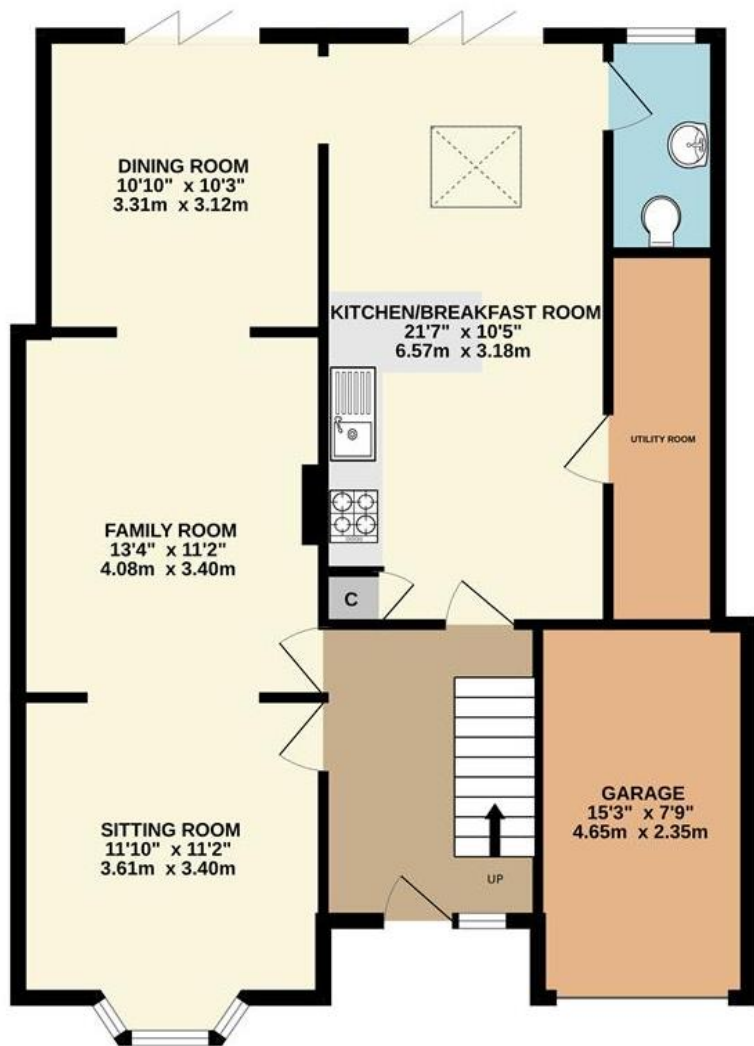 DINING ROOM
10'10" x 10'3"
3.31m x 3.12m
KITCHEN/BREAKFAST ROOM
21'7" x 10'5"
6.57m x 3.18m
UTILITY ROOM
FAMILY ROOM
13'4" x 11'2"
4.08m x 3.40m
C
SITTING ROOM
11'10" x 11'2"
3.61m x 3.40m
UP
GARAGE
15'3" x 7'9"
4.65m x 2.35m